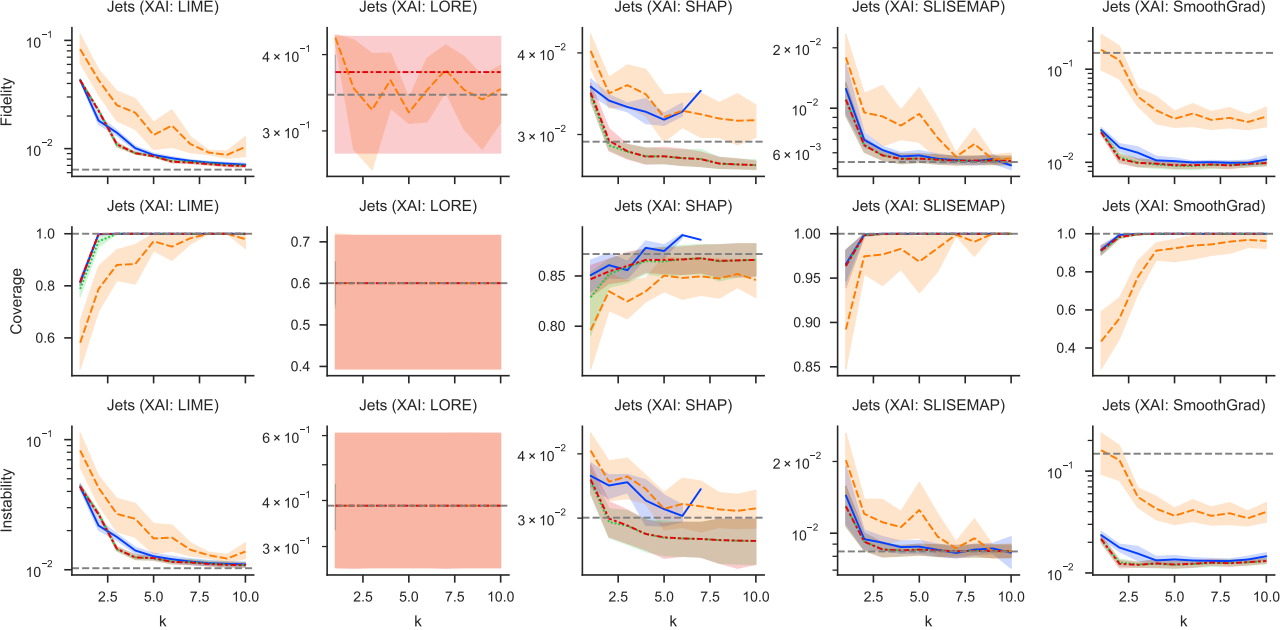 Jets (XAI: LIME) Jets (XAI: LORE) Jets (XAI: SHAP) Jets (XAI: SLISEMAP) Jets (XAI: SmoothGrad)
Fidelity
10⁻¹
10⁻²
4 × 10⁻¹
3 × 10⁻¹
4 × 10⁻²
3 × 10⁻²
2 × 10⁻²
10⁻²
6 × 10⁻³
10⁻¹
10⁻²
Jets (XAI: LIME) Jets (XAI: LORE) Jets (XAI: SHAP) Jets (XAI: SLISEMAP) Jets (XAI: SmoothGrad)
Coverage
1.0
0.8
0.6
0.7
0.6
0.5
0.4
0.85
0.80
1.00
0.95
0.90
0.85
1.0
0.8
0.6
0.4
Jets (XAI: LIME) Jets (XAI: LORE) Jets (XAI: SHAP) Jets (XAI: SLISEMAP) Jets (XAI: SmoothGrad)
Instability
10⁻¹
10⁻²
6 × 10⁻¹
4 × 10⁻¹
3 × 10⁻¹
4 × 10⁻²
3 × 10⁻²
2 × 10⁻²
10⁻²
10⁻¹
10⁻²
2.5 5.0 7.5 10.0 2.5 5.0 7.5 10.0 2.5 5.0 7.5 10.0 2.5 5.0 7.5 10.0 2.5 5.0 7.5 10.0
k k k k k